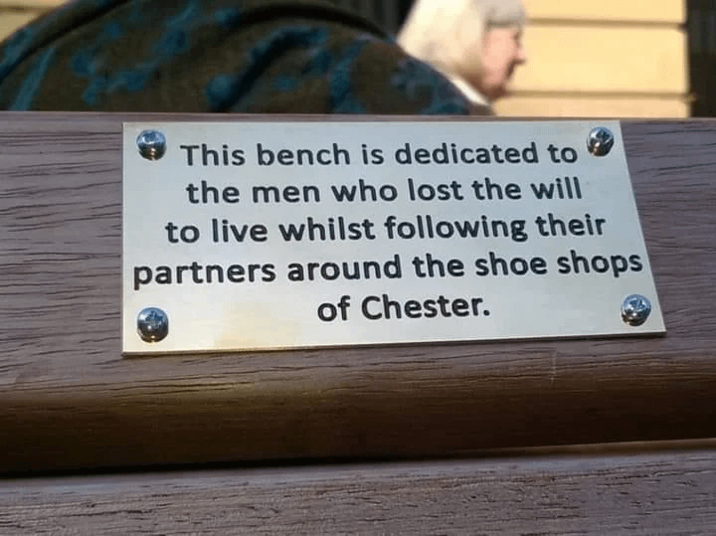 This bench is dedicated to
the men who lost the will
to live whilst following their
partners around the shoe shops
of Chester.